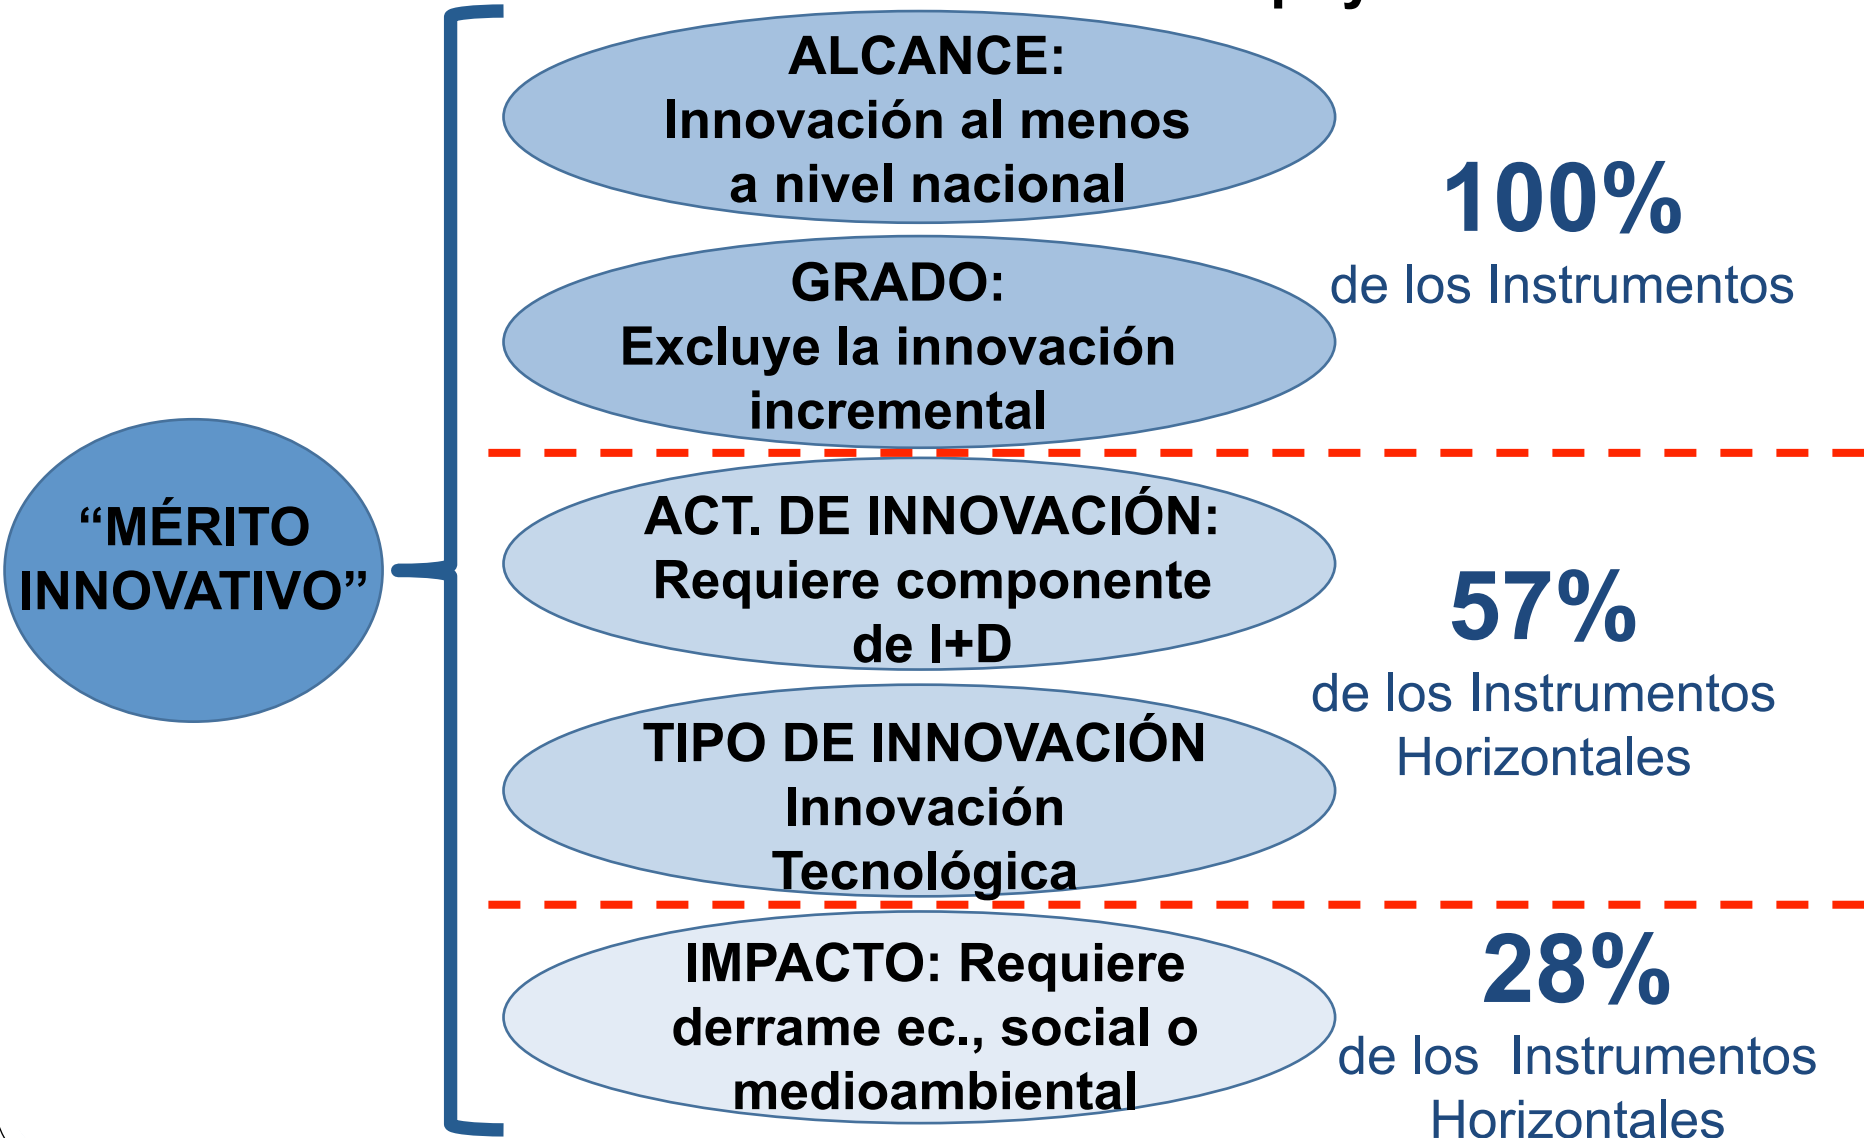 ALCANCE:
Innovación al menos
a nivel nacional
100%
de los Instrumentos
GRADO:
Excluye la innovación
incremental
“MÉRITO
INNOVATIVO”
ACT. DE INNOVACIÓN:
Requiere componente
de I+D
57%
de los Instrumentos
Horizontales
TIPO DE INNOVACIÓN
Innovación
Tecnológica
IMPACTO: Requiere
derrame ec., social o
medioambiental
28%
de los Instrumentos
Horizontales